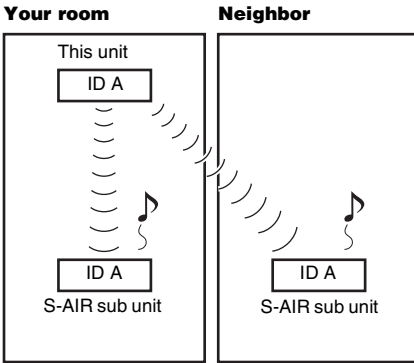 Your room
Neighbor
This unit
ID A
ID A
S-AIR sub unit
ID A
S-AIR sub unit